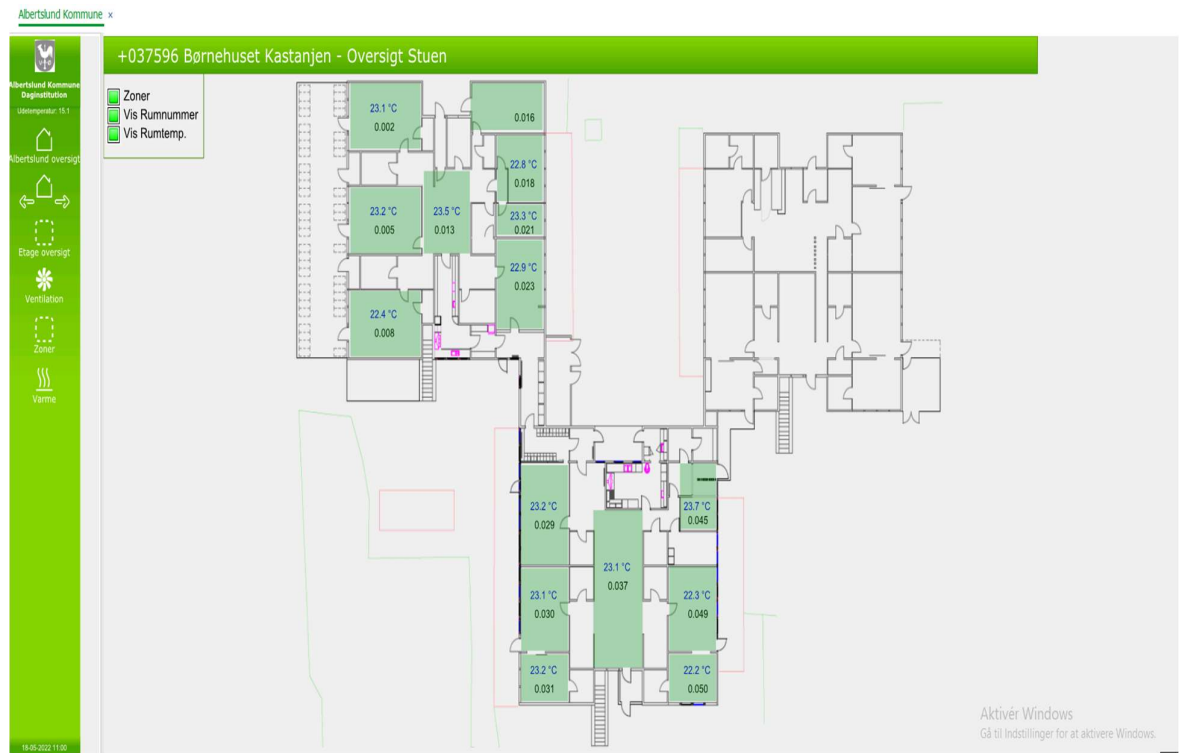 Albertslund Kommune ×
+037596 Børnehuset Kastanjen - Oversigt Stuen
Albertslund Kommune
Daginstitution
Udetemperatur: 15.1
Albertslund oversigt
Etage oversigt
Ventilation
Zoner
Varme
18-05-2022 11:00
Zoner
Vis Rumnummer
Vis Rumtemp.
23.1 °C
0.002
0.016
22.8 °C
0.018
23.2 °C
0.005
23.5 °C
0.013
23.3 °C
0.021
22.9 °C
0.023
22.4 °C
0.008
23.2 °C
0.029
23.7 °C
0.045
23.1 °C
0.037
23.1 °C
0.030
22.3 °C
0.049
23.2 °C
0.031
22.2 °C
0.050
Aktivér Windows
Gå til Indstillinger for at aktivere Windows.